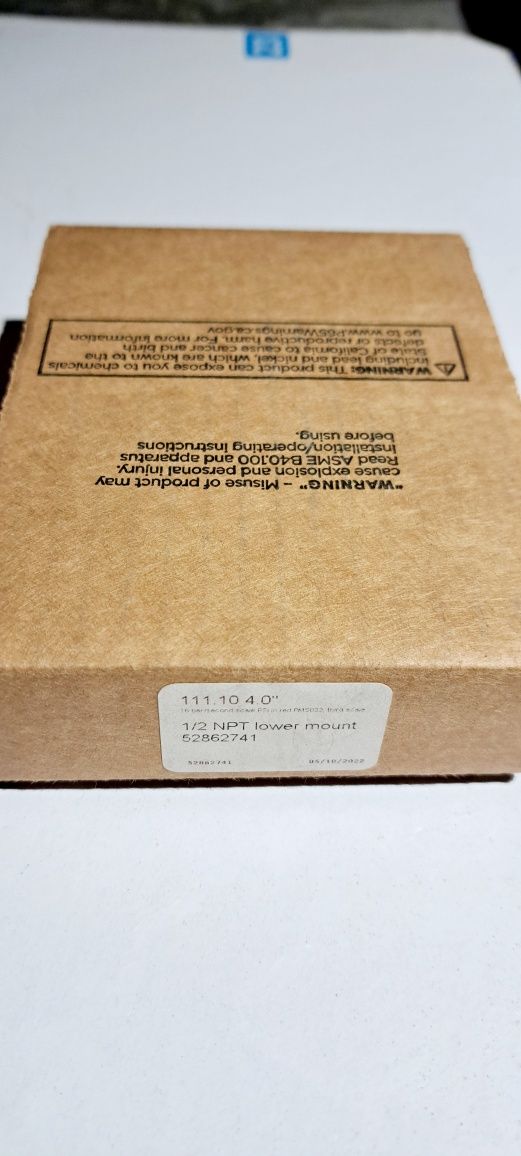 ⚠ WARNING: This product can expose you to chemicals
including lead and nickel, which are known to the
State of California to cause cancer and birth
defects or reproductive harm. For more information
go to www.P65Warnings.ca.gov
"WARNING" – Misuse of product may
cause explosion and personal injury.
Read ASME B40.100 and apparatus
installation/operating instructions
before using.
111.10 4.0"
1/2 NPT lower mount
52862741
52862741 05/10/2022